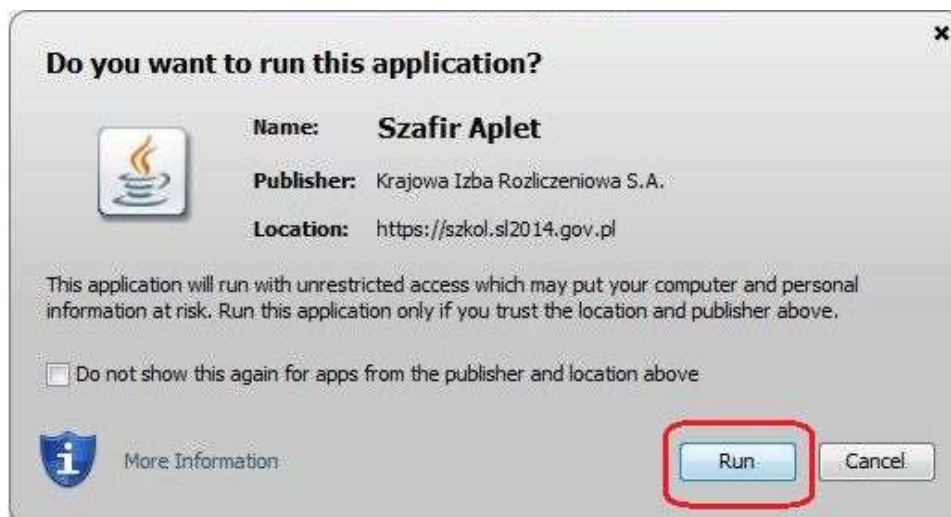 Do you want to run this application?
Name: Szafir Aplet
Publisher: Krajowa Izba Rozliczeniowa S.A.
Location: https://szkol.sl2014.gov.pl
This application will run with unrestricted access which may put your computer and personal
information at risk. Run this application only if you trust the location and publisher above.
Do not show this again for apps from the publisher and location above
More Information
Run Cancel